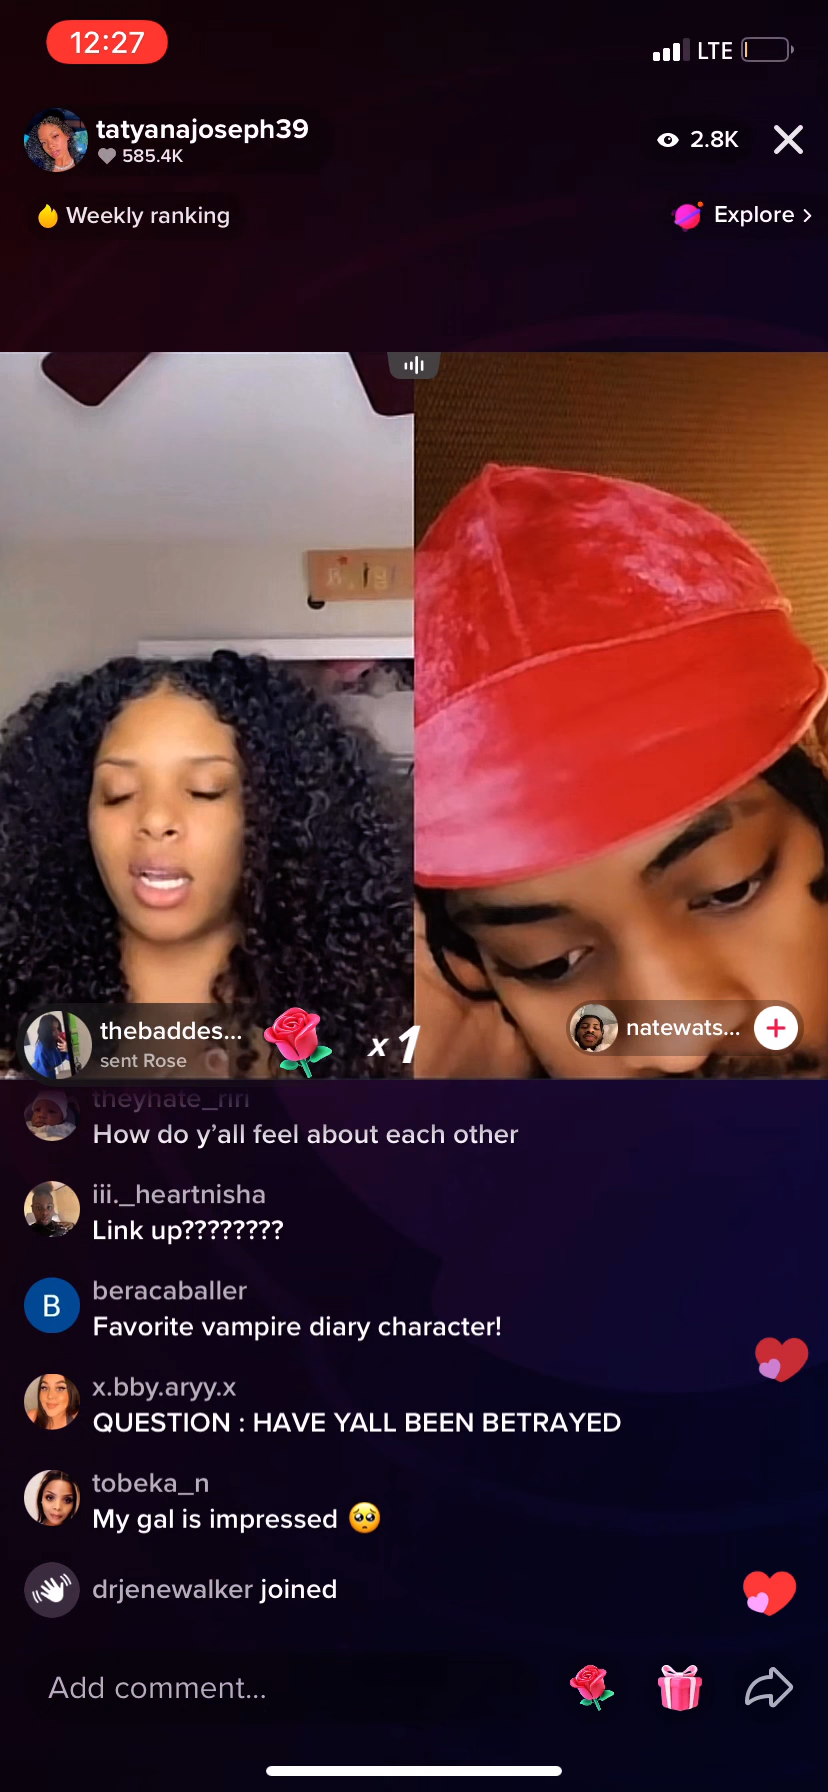 12:27
LTE
tatyanajoseph39
585.4K
2.8K
Weekly ranking
Explore >
thebaddes...
sent Rose
x 1
natewats...
theyhate_riri
How do y’all feel about each other
iii._heartnisha
Link up????????
beracaballer
B
Favorite vampire diary character!
x.bby.aryy.x
QUESTION : HAVE YALL BEEN BETRAYED
tobeka_n
My gal is impressed 🥺
drjenewalker joined
Add comment...